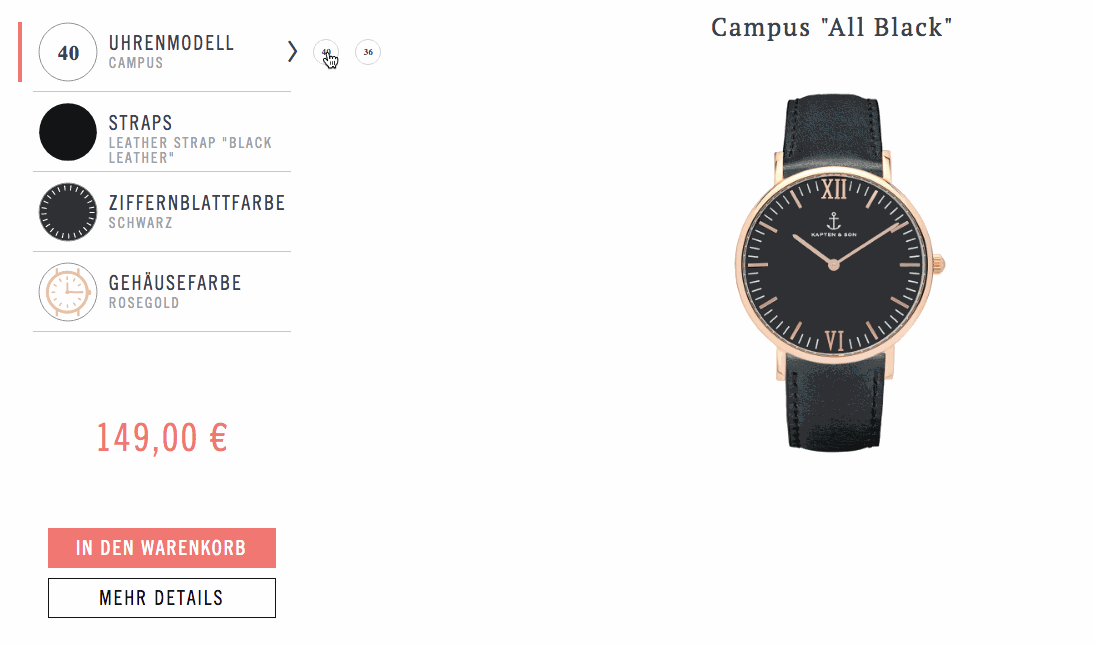 Campus "All Black"
40
UHRENMODELL
CAMPUS
40
36
STRAPS
LEATHER STRAP "BLACK
LEATHER"
ZIFFERNBLATTFARBE
SCHWARZ
GEHÄUSEFARBE
ROSEGOLD
XII
KAPTEN & SON
VI
149,00 €
IN DEN WARENKORB
MEHR DETAILS